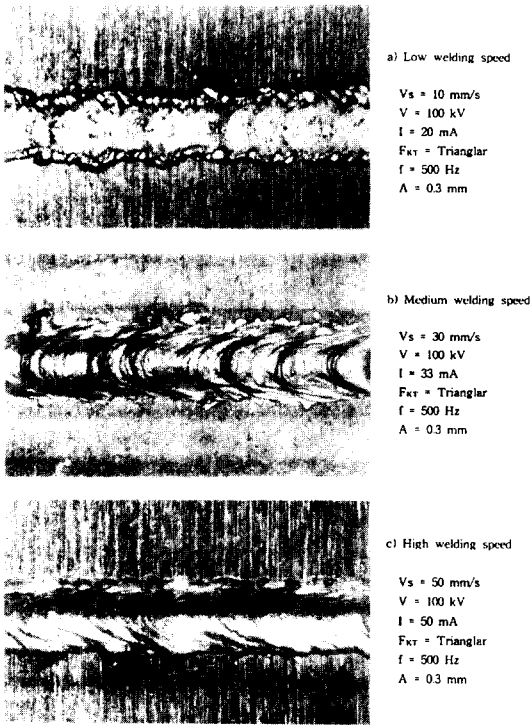 a) Low welding speed
Vs = 10 mm/s
V = 100 kV
I = 20 mA
FKT = Trianglar
f = 500 Hz
A = 0.3 mm
b) Medium welding speed
Vs = 30 mm/s
V = 100 kV
I = 33 mA
FKT = Trianglar
f = 500 Hz
A = 0.3 mm
c) High welding speed
Vs = 50 mm/s
V = 100 kV
I = 50 mA
FKT = Trianglar
f = 500 Hz
A = 0.3 mm